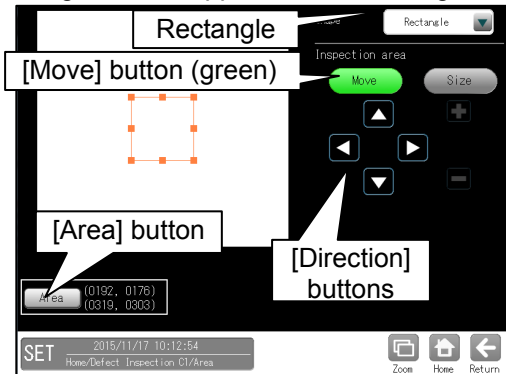 Rectangle
Rectangle
Inspection area
[Move] button (green)
Move
Size
[Area] button
[Direction]
buttons
Area
(0192, 0176)
(0319, 0303)
SET
2015/11/17 10:12:54
Home/Defect Inspection C1/Area
Zoom
Home
Return